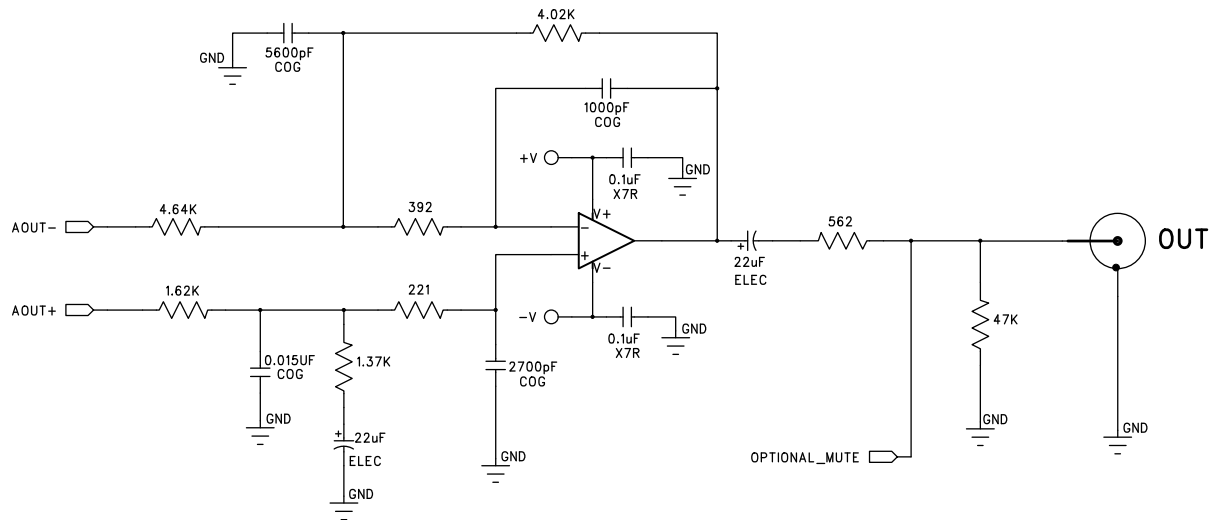 4.02K
GND
5600pF
COG
1000pF
COG
+V
GND
0.1uF
X7R
AOUT-
4.64K
392
V+
-
+
V-
562
+
22uF
ELEC
OUT
AOUT+
1.62K
221
-V
GND
0.1uF
X7R
47K
0.015UF
COG
1.37K
2700pF
COG
GND
GND
GND
+
22uF
ELEC
GND
GND
OPTIONAL_MUTE